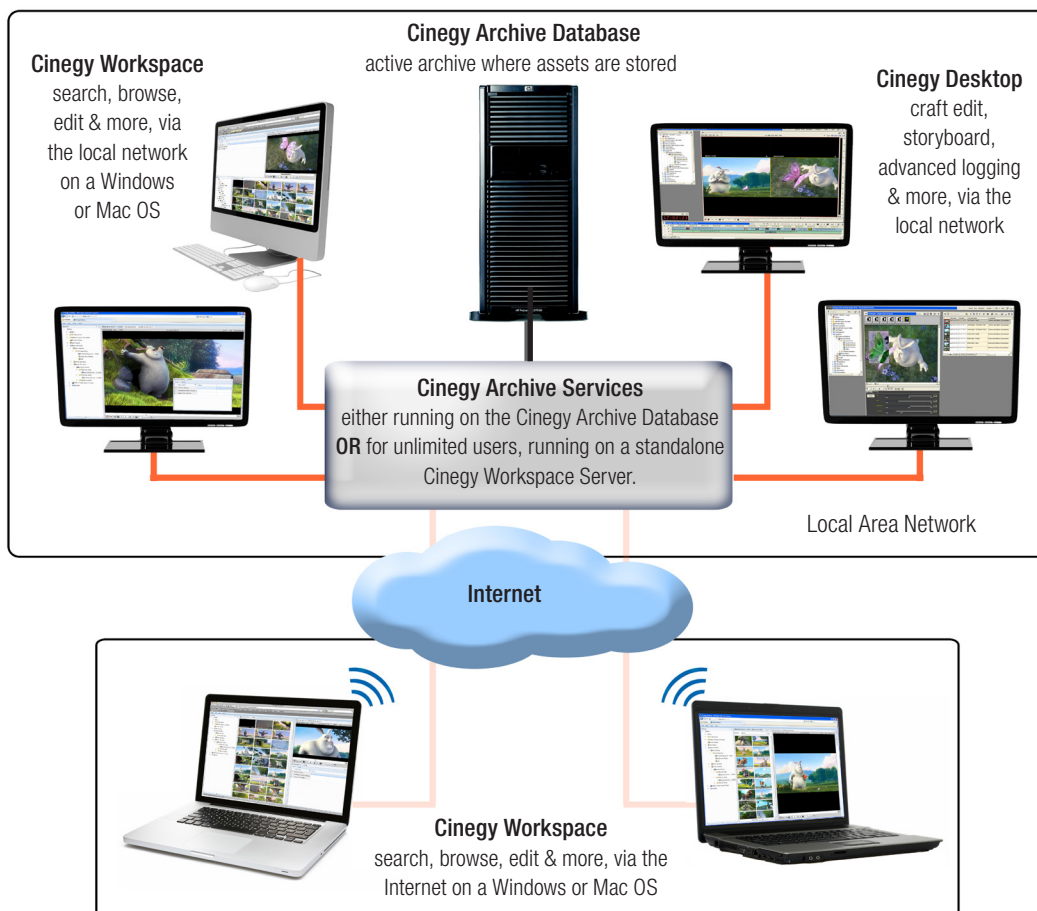 Cinegy Archive Database
active archive where assets are stored
Cinegy Workspace
search, browse,
edit & more, via
the local network
on a Windows
or Mac OS
Cinegy Desktop
craft edit,
storyboard,
advanced logging
& more, via the
local network
Cinegy Archive Services
either running on the Cinegy Archive Database
OR for unlimited users, running on a standalone
Cinegy Workspace Server.
Local Area Network
Internet
Cinegy Workspace
search, browse, edit & more, via the
Internet on a Windows or Mac OS